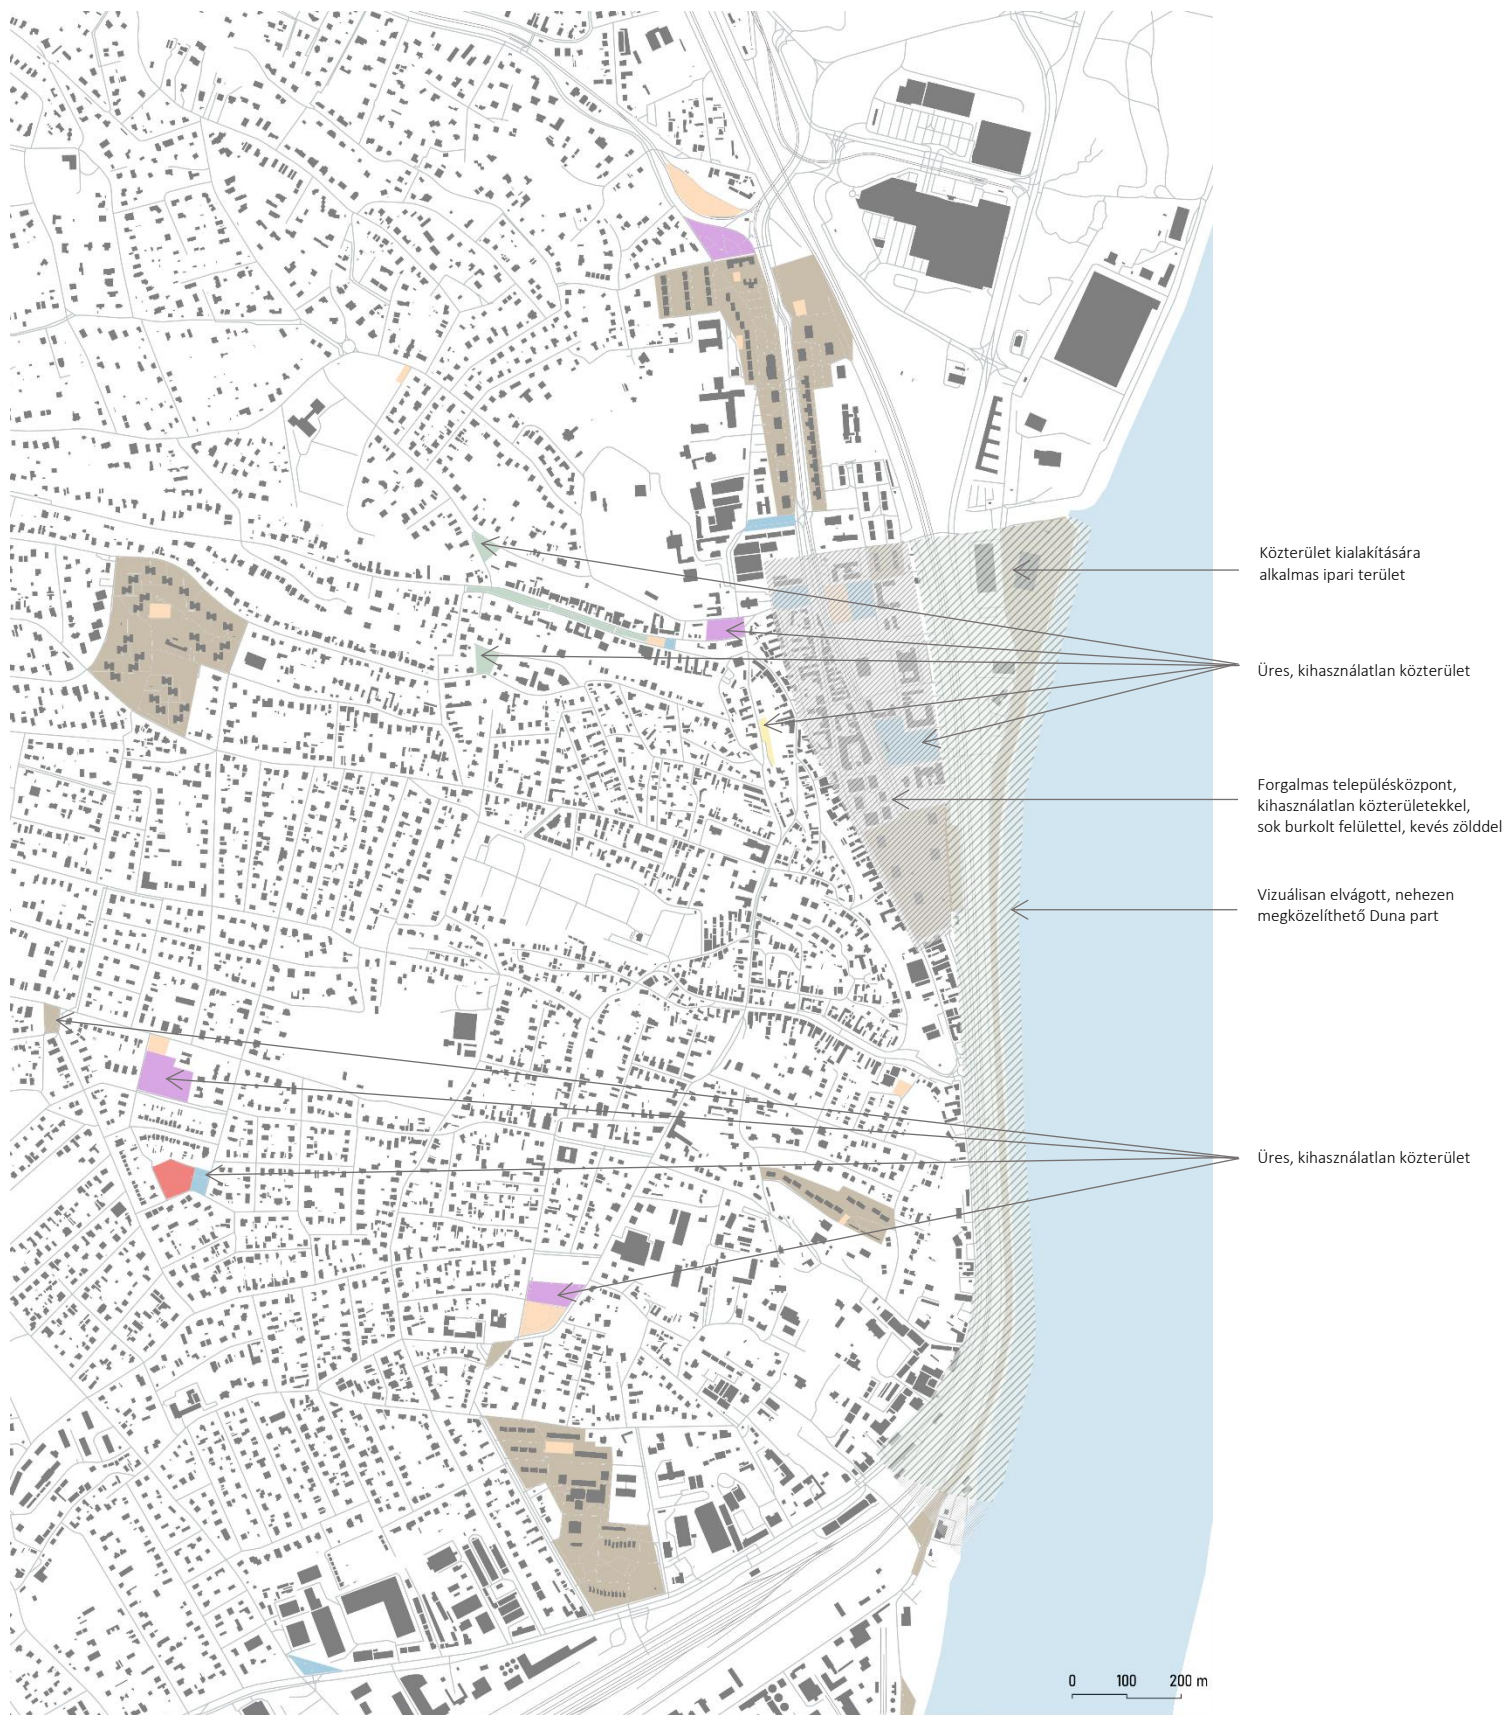 Közterület kialakítására
alkalmas ipari terület
Üres, kihasználatlan közterület
Forgalmas településközpont,
kihasználatlan közterületekkel,
sok burkolt felülettel, kevés zölddel
Vizuálisan elvágott, nehezen
megközelíthető Duna part
Üres, kihasználatlan közterület
0 100 200 m